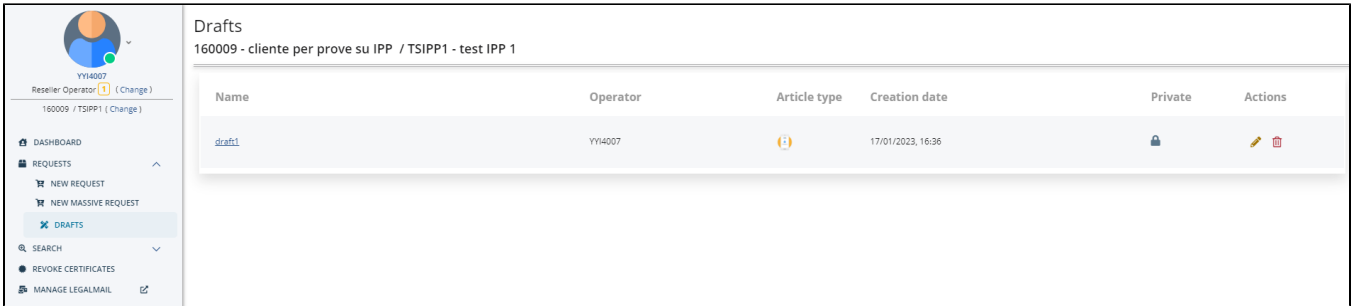 YYI4007
Reseller Operator 1 ( Change )
160009 / TSIPP1 ( Change )
DASHBOARD
REQUESTS
NEW REQUEST
NEW MASSIVE REQUEST
DRAFTS
SEARCH
REVOKE CERTIFICATES
MANAGE LEGALMAIL
Drafts
160009 - cliente per prove su IPP / TSIPP1 - test IPP 1
Name Operator Article type Creation date Private Actions
draft1 YYI4007 17/01/2023, 16:36